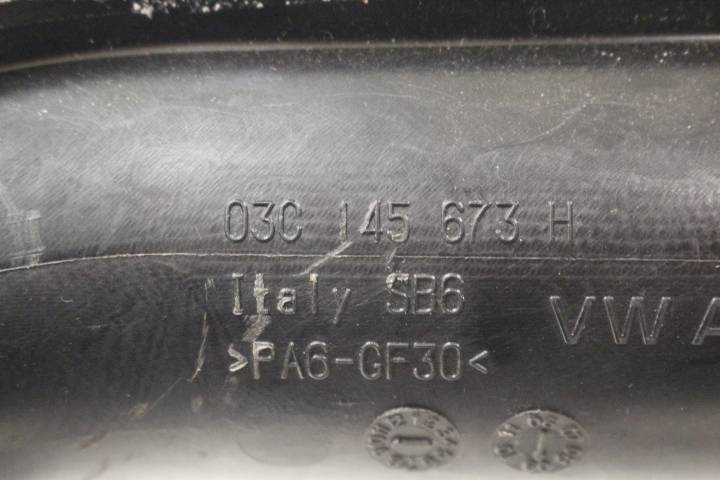 03C 145 673 H
Italy SB6
VW A
>PA6-GF30<